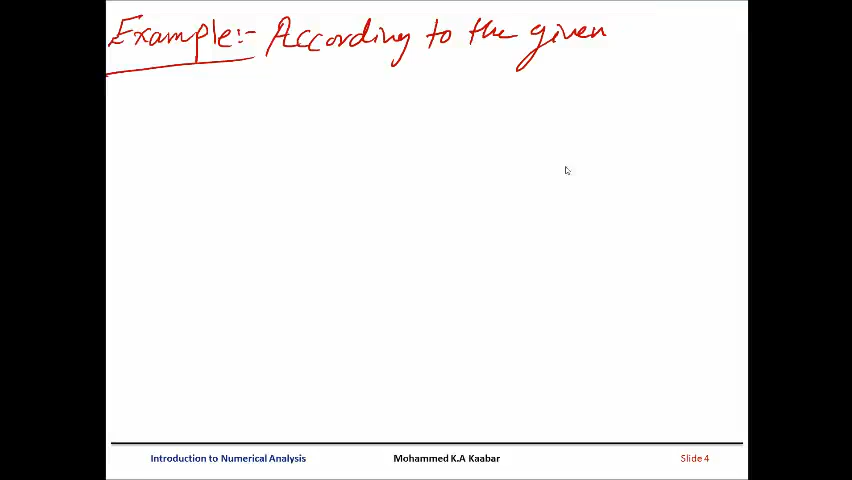 Example:- According to the given
Introduction to Numerical Analysis Mohammed K.A Kaabar Slide 4